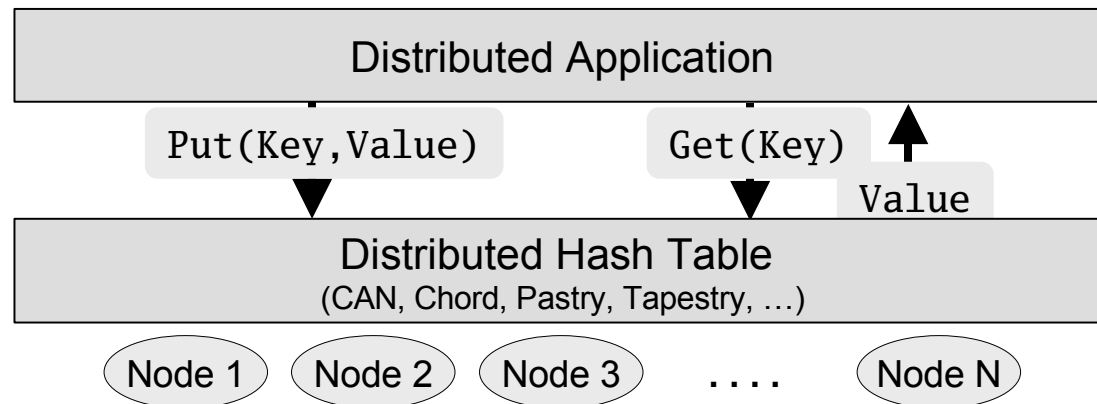 Distributed Application
Put(Key,Value)
Get(Key)
Value
Distributed Hash Table
(CAN, Chord, Pastry, Tapestry, …)
Node 1 Node 2 Node 3 .... Node N